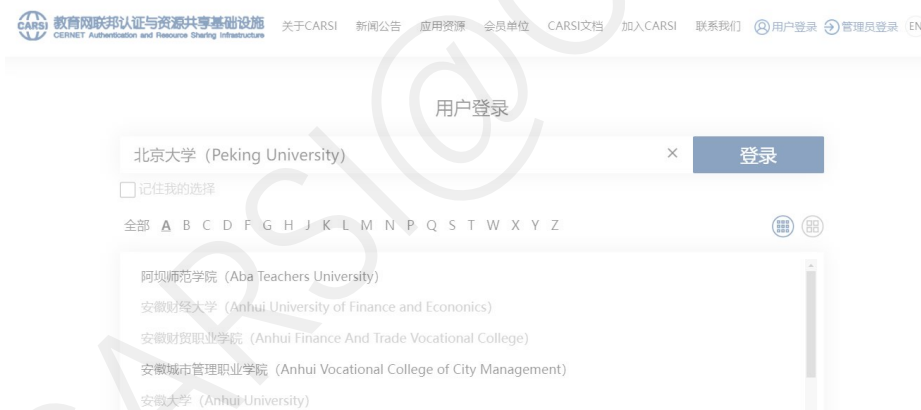 CARSI 教育网联邦认证与资源共享基础设施
CERNET Authentication and Resource Sharing Infrastructure
关于CARSI 新闻公告 应用资源 会员单位 CARSI文档 加入CARSI 联系我们 用户登录 管理员登录 EN
用户登录
北京大学（Peking University） × 登录
记住我的选择
全部 A B C D F G H J K L M N P Q S T W X Y Z
阿坝师范学院（Aba Teachers University）
安徽财经大学（Anhui University of Finance and Econonics）
安徽财贸职业学院（Anhui Finance And Trade Vocational College）
安徽城市管理职业学院（Anhui Vocational College of City Management）
安徽大学（Anhui University）
CARSI@